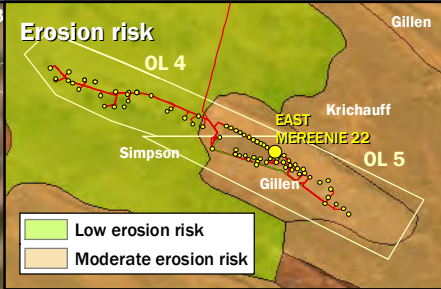 Gillen
Erosion risk
OL 4
Krichauff
EAST
MEREENIE 22
Simpson
OL 5
Gillen
Low erosion risk
Moderate erosion risk